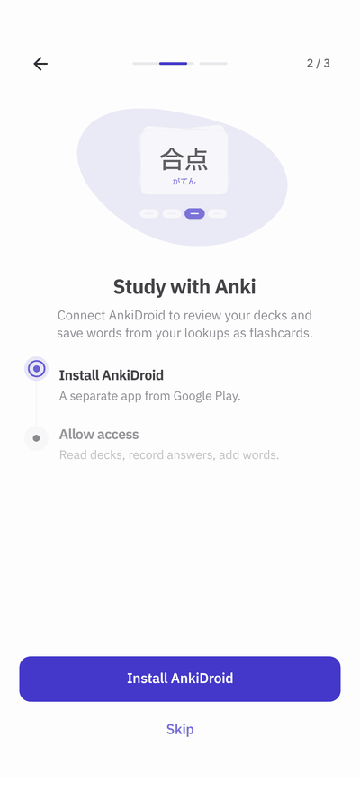 2 / 3
合点
がてん
Study with Anki
Connect AnkiDroid to review your decks and
save words from your lookups as flashcards.
Install AnkiDroid
A separate app from Google Play.
Allow access
Read decks, record answers, add words.
Install AnkiDroid
Skip